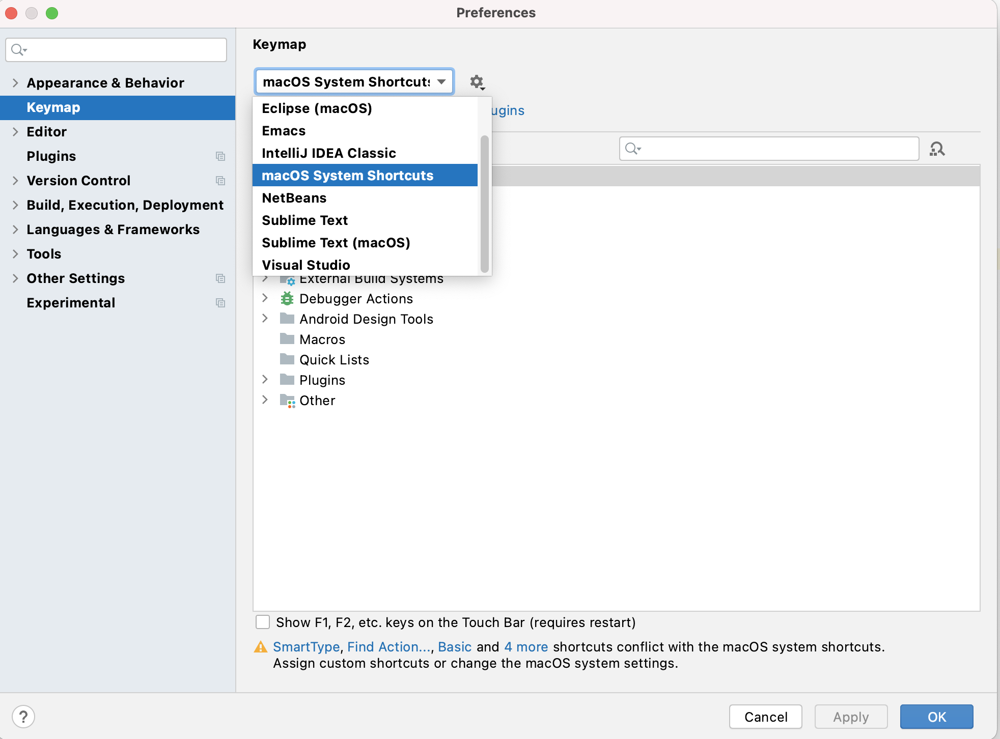 Preferences
Appearance & Behavior
Keymap
Editor
Plugins
Version Control
Build, Execution, Deployment
Languages & Frameworks
Tools
Other Settings
Experimental
Keymap
macOS System Shortcuts
ugins
Eclipse (macOS)
Emacs
IntelliJ IDEA Classic
macOS System Shortcuts
NetBeans
Sublime Text
Sublime Text (macOS)
Visual Studio
External Build Systems
Debugger Actions
Android Design Tools
Macros
Quick Lists
Plugins
Other
Show F1, F2, etc. keys on the Touch Bar (requires restart)
SmartType, Find Action..., Basic and 4 more shortcuts conflict with the macOS system shortcuts.
Assign custom shortcuts or change the macOS system settings.
?
Cancel
Apply
OK